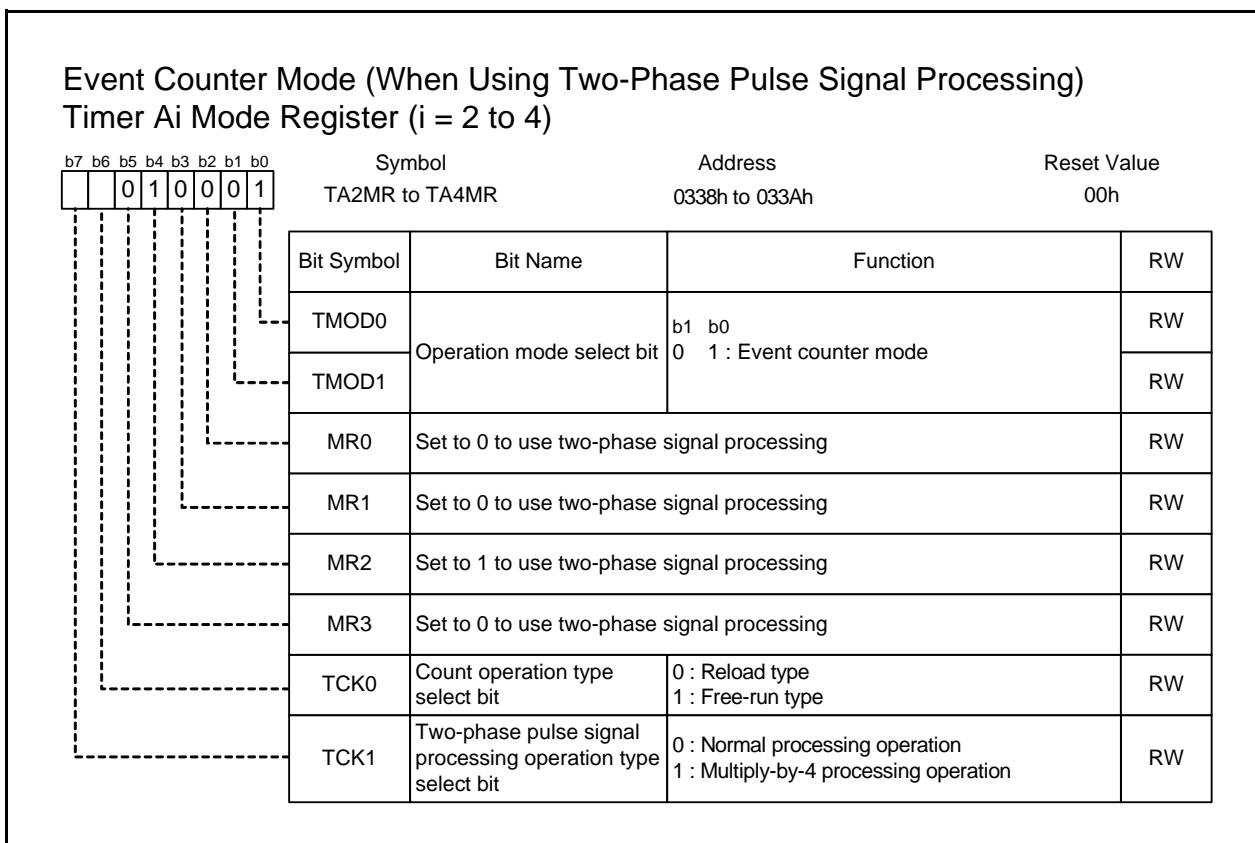 Event Counter Mode (When Using Two-Phase Pulse Signal Processing)
Timer Ai Mode Register (i = 2 to 4)
b7 b6 b5 b4 b3 b2 b1 b0
0 1 0 0 0 1
Symbol Address Reset Value
TA2MR to TA4MR 0338h to 033Ah 00h
Bit Symbol Bit Name Function RW
TMOD0 RW
Operation mode select bit
b1 b0
0 1 : Event counter mode
TMOD1 RW
MR0 Set to 0 to use two-phase signal processing RW
MR1 Set to 0 to use two-phase signal processing RW
MR2 Set to 1 to use two-phase signal processing RW
MR3 Set to 0 to use two-phase signal processing RW
TCK0
Count operation type
select bit
0 : Reload type
1 : Free-run type
RW
TCK1
Two-phase pulse signal
processing operation type
select bit
0 : Normal processing operation
1 : Multiply-by-4 processing operation
RW